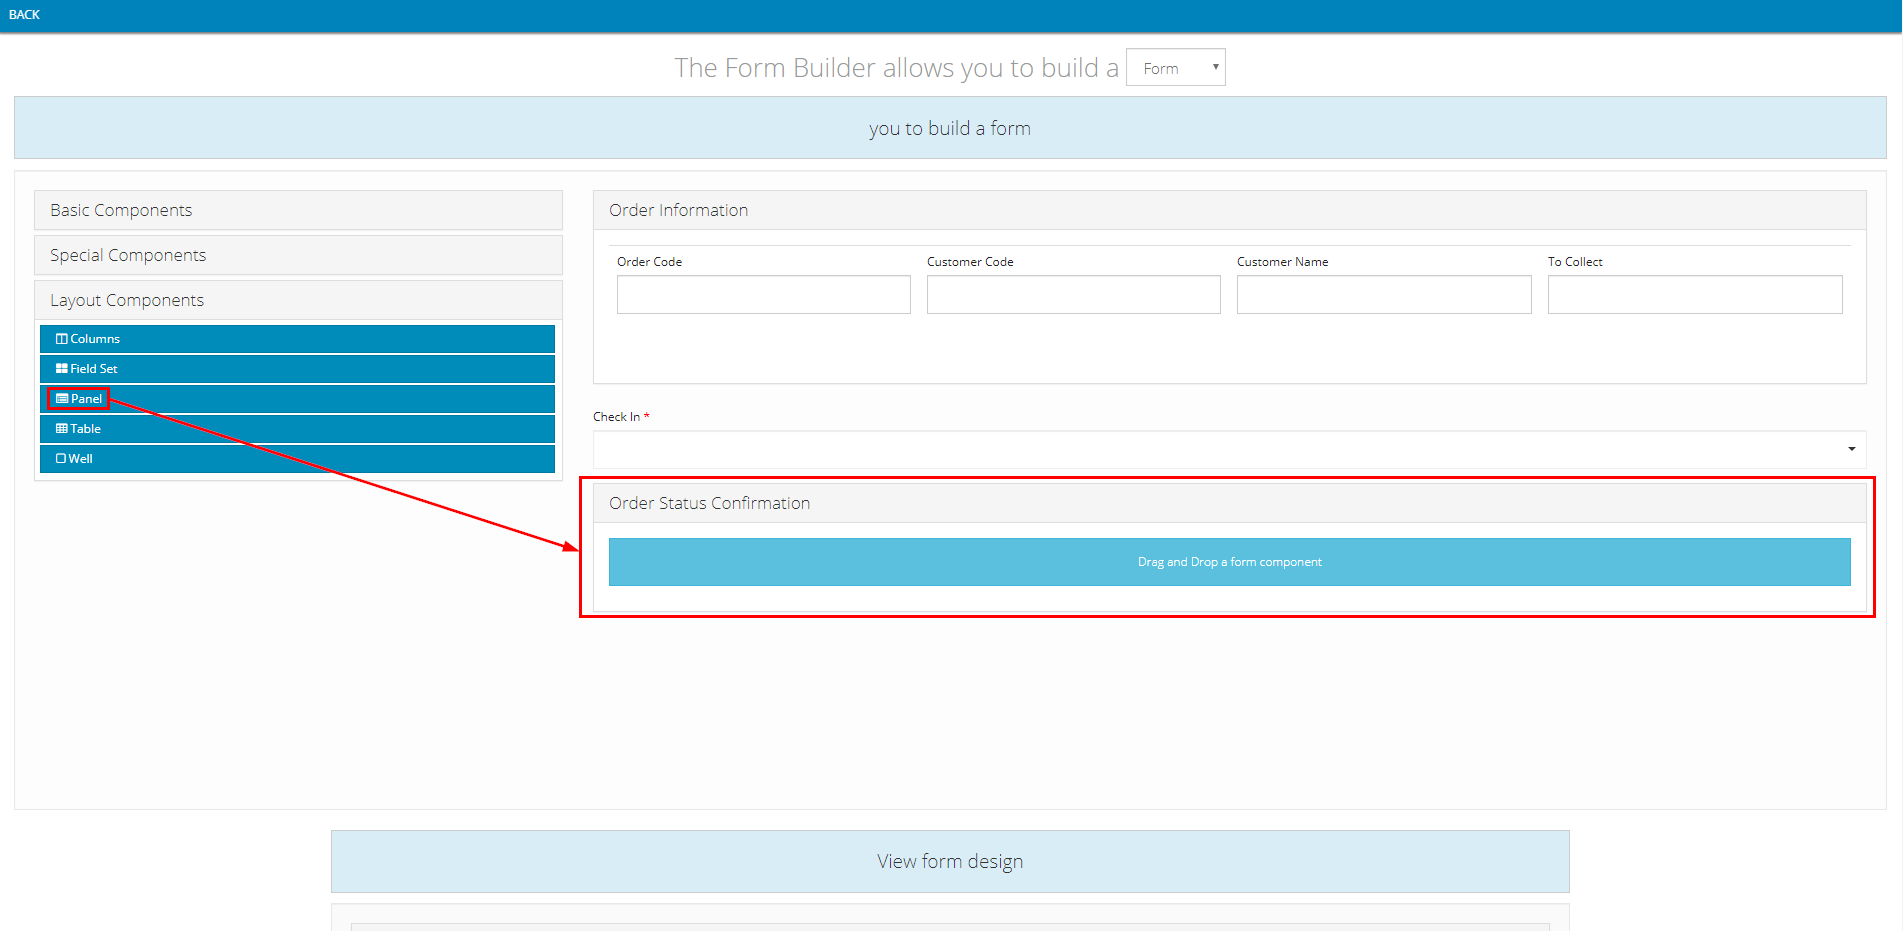 BACK
The Form Builder allows you to build a Form
you to build a form
Basic Components
Special Components
Layout Components
Columns
Field Set
Panel
Table
Well
Order Information
Order Code Customer Code Customer Name To Collect
Check In *
Order Status Confirmation
Drag and Drop a form component
View form design